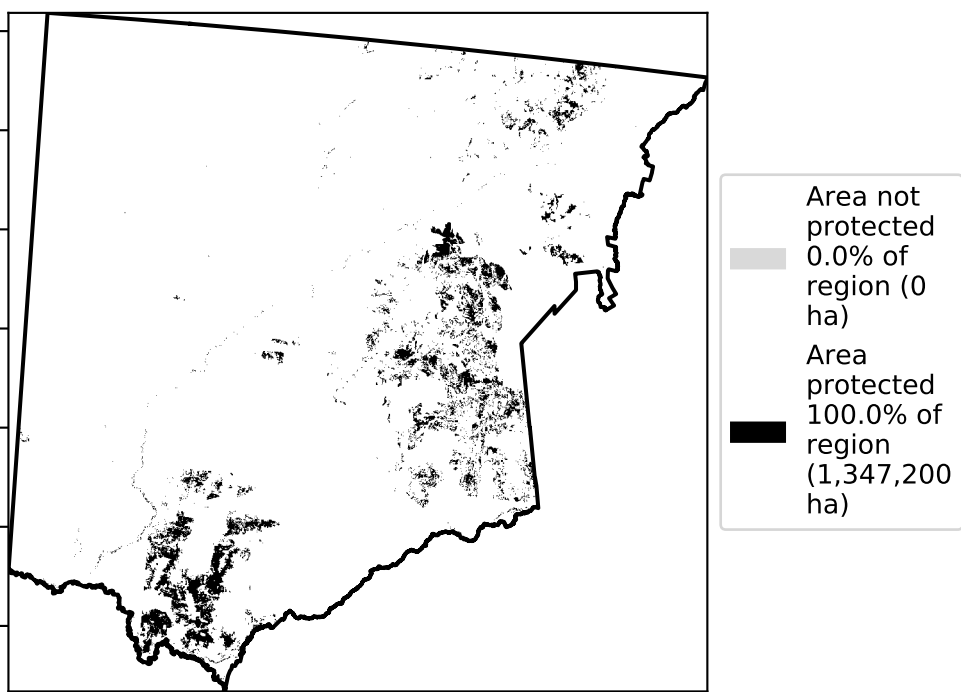 Area not
protected
0.0% of
region (0
ha)
Area
protected
100.0% of
region
(1,347,200
ha)